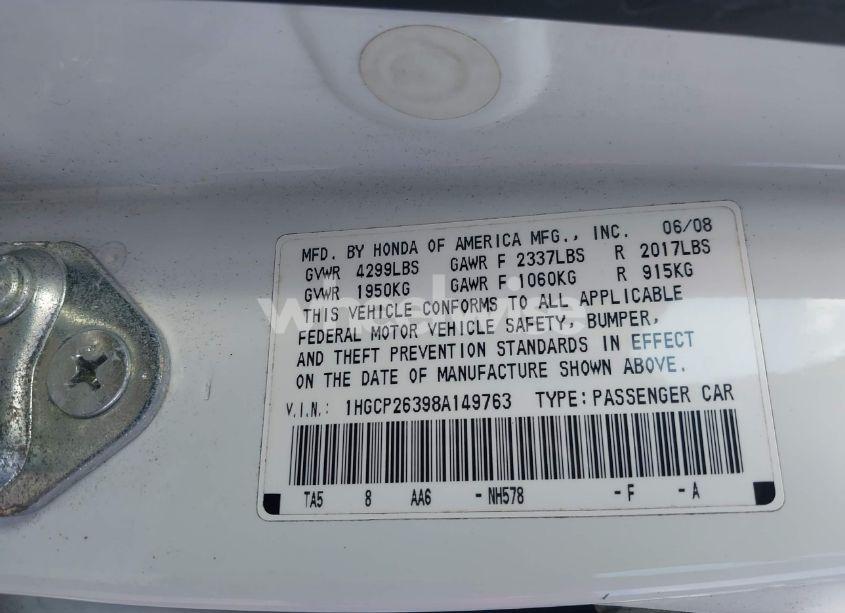 MFD. BY HONDA OF AMERICA MFG., INC. 06/08
GVWR 4299LBS GAWR F 2337LBS R 2017LBS
GVWR 1950KG GAWR F 1060KG R 915KG
THIS VEHICLE CONFORMS TO ALL APPLICABLE
FEDERAL MOTOR VEHICLE SAFETY, BUMPER,
AND THEFT PREVENTION STANDARDS IN EFFECT
ON THE DATE OF MANUFACTURE SHOWN ABOVE.
V.I.N.: 1HGCP26398A149763 TYPE: PASSENGER CAR
TA5 8 AA6 -NH578 -F -A